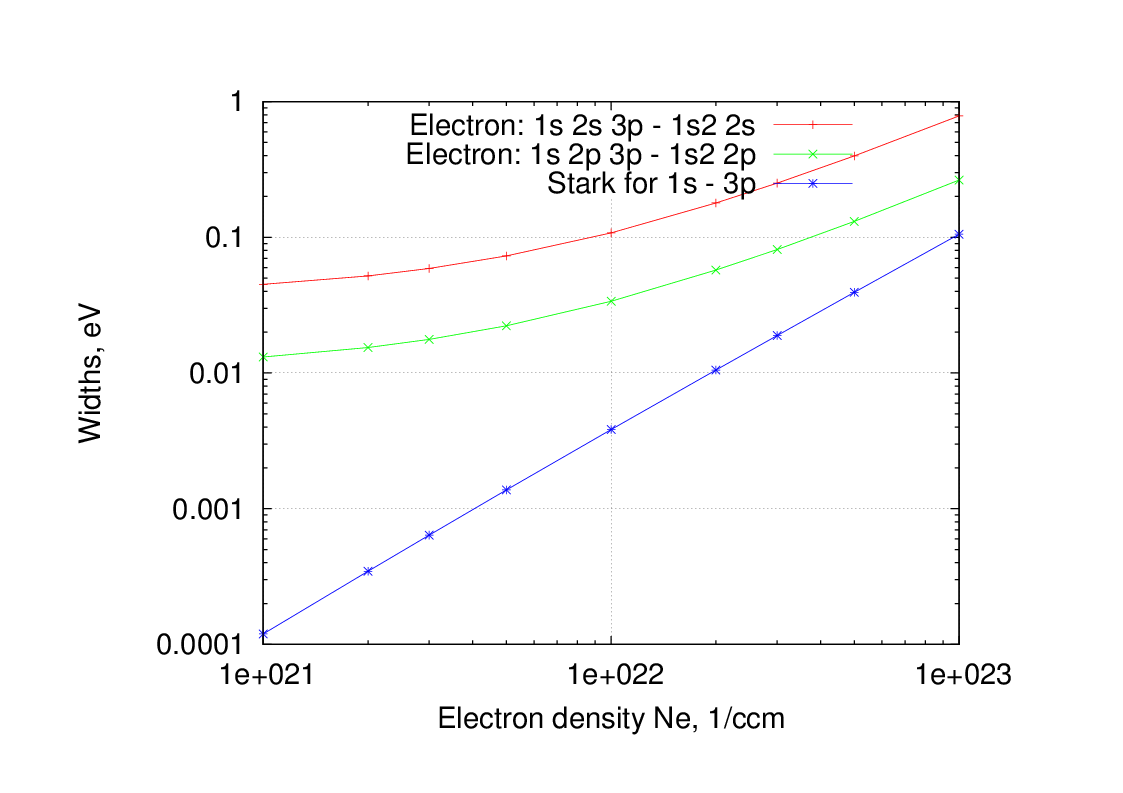 1
Electron: 1s 2s 3p - 1s2 2s
Electron: 1s 2p 3p - 1s2 2p
Stark for 1s - 3p
0.1
0.01
0.001
0.0001
Widths, eV
1e+021
1e+022
1e+023
Electron density Ne, 1/ccm